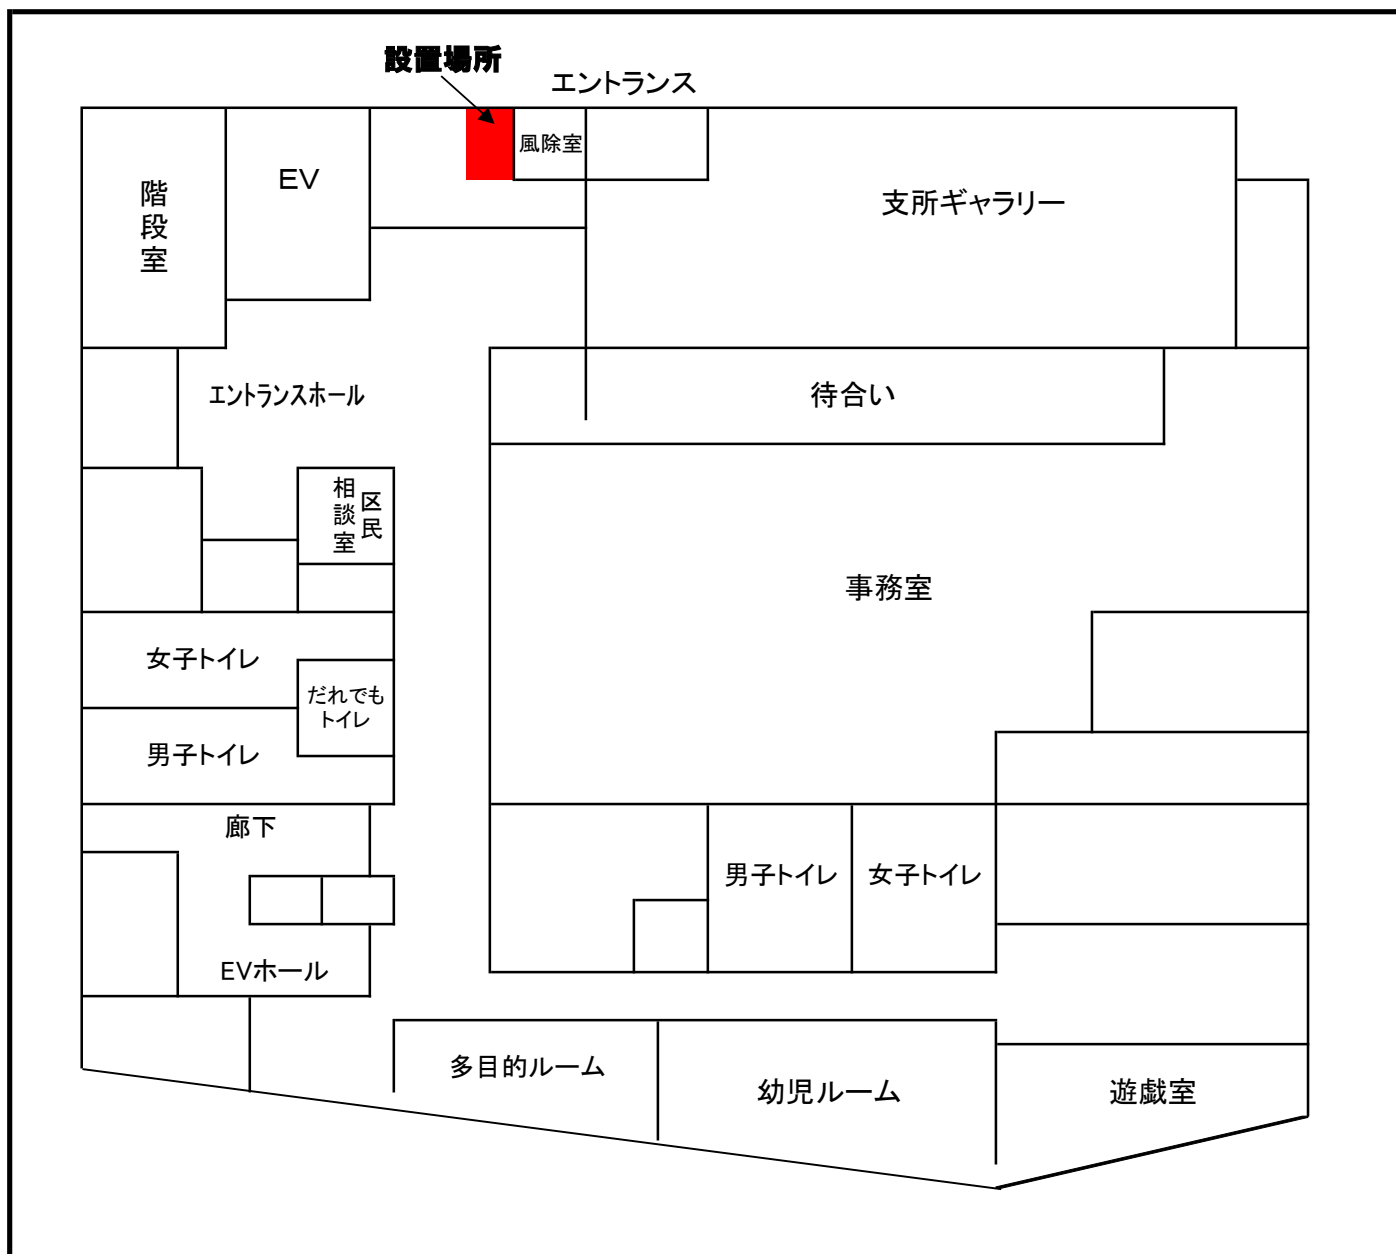 設置場所
エントランス
風除室
EV
階段室
支所ギャラリー
エントランスホール
待合い
区民
相談室
事務室
女子トイレ
だれでも
トイレ
男子トイレ
廊下
男子トイレ
女子トイレ
EVホール
多目的ルーム
幼児ルーム
遊戯室